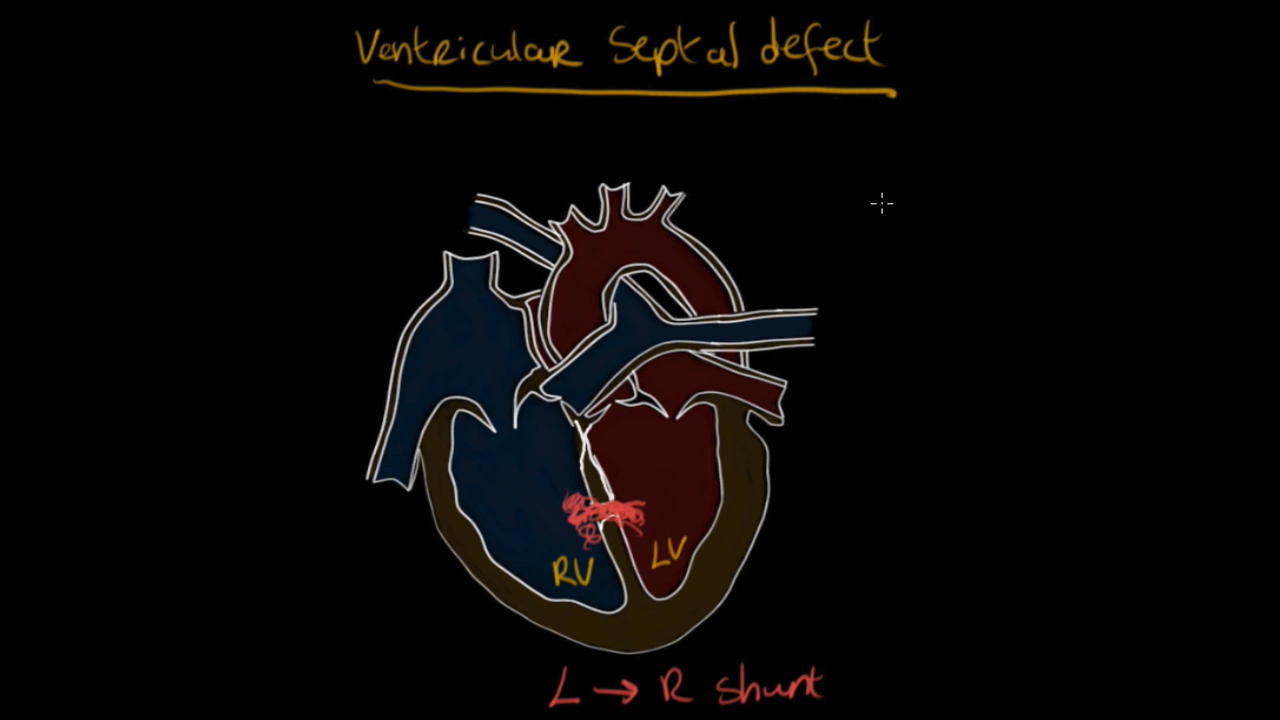 Ventricular Septal defect
RV
LV
L → R shunt